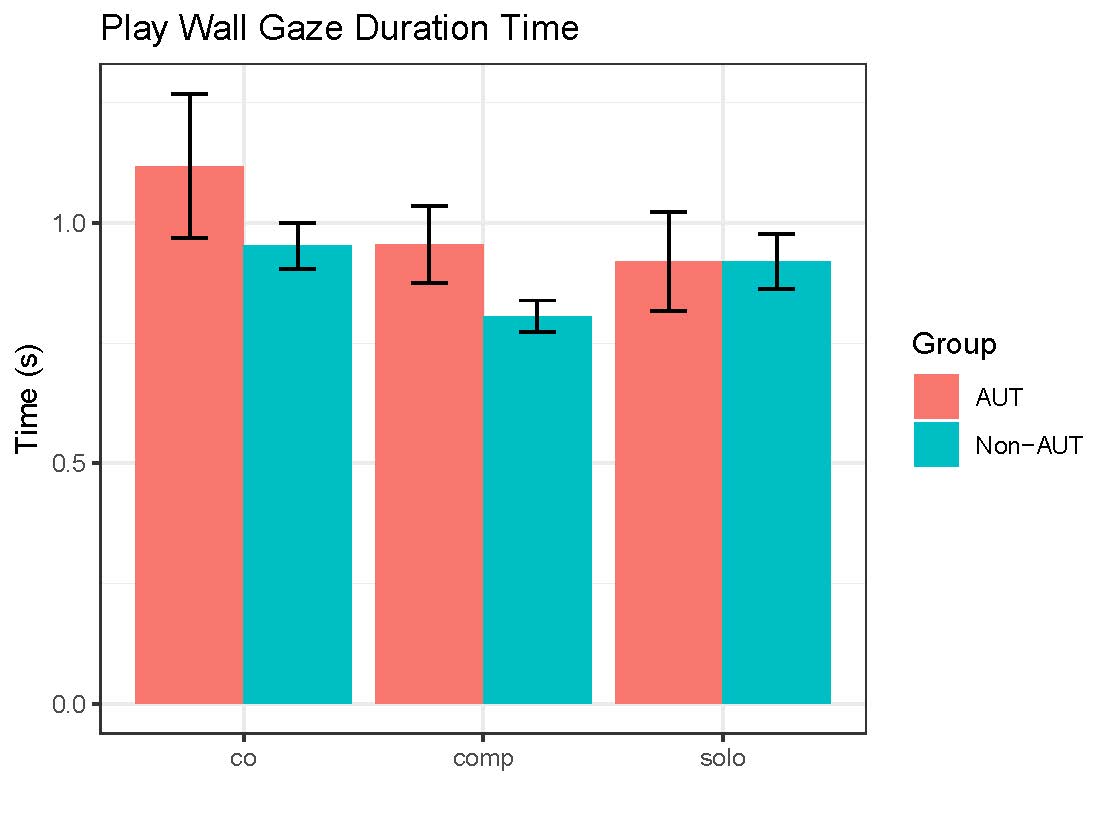 Play Wall Gaze Duration Time
Time (s)
1.0
0.5
0.0
co
comp
solo
Group
AUT
Non−AUT